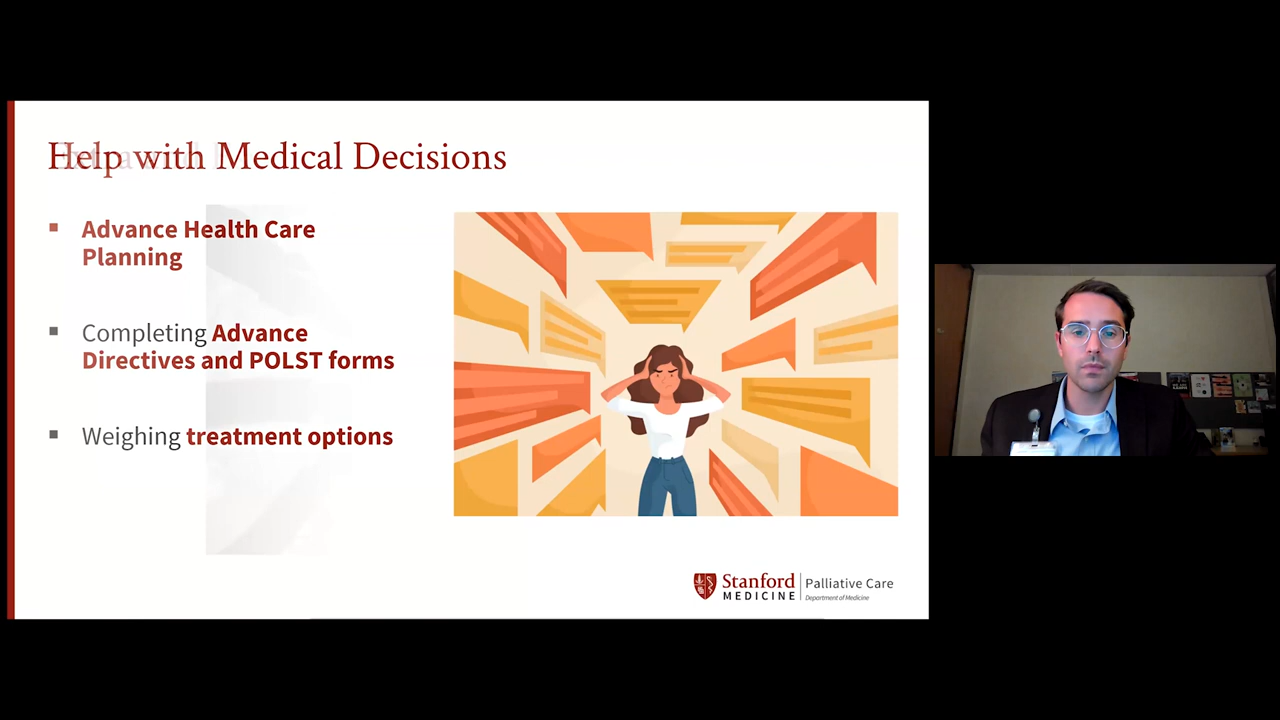 Help with Medical Decisions
▪ Advance Health Care
Planning
▪ Completing Advance
Directives and POLST forms
▪ Weighing treatment options
Stanford
MEDICINE
Palliative Care
Department of Medicine